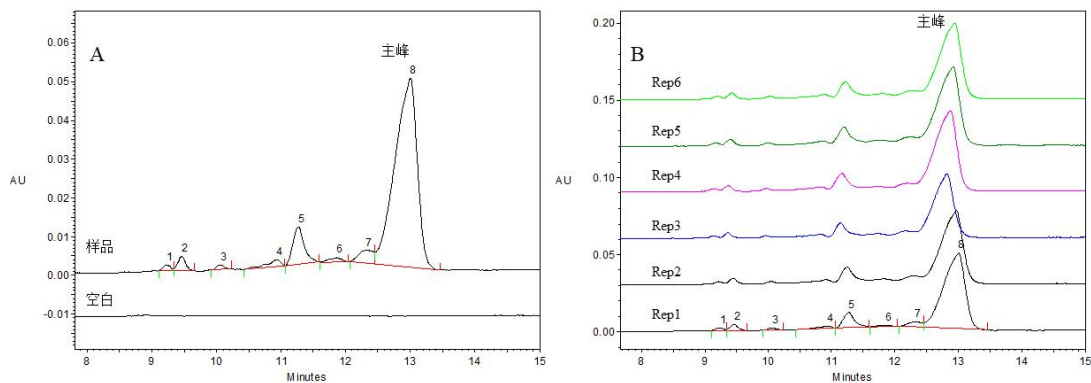 A
主峰
8
0.06
0.05
0.04
AU
0.03
0.02
0.01
样品
1
2
3
4
5
6
7
0.00
空白
-0.01
8
9
10
11
12
13
14
15
Minutes
B
主峰
0.20
Rep6
0.15
Rep5
AU
Rep4
0.10
Rep3
Rep2
0.05
8
Rep1
1
2
3
4
5
6
7
0.00
8
9
10
11
12
13
14
15
Minutes